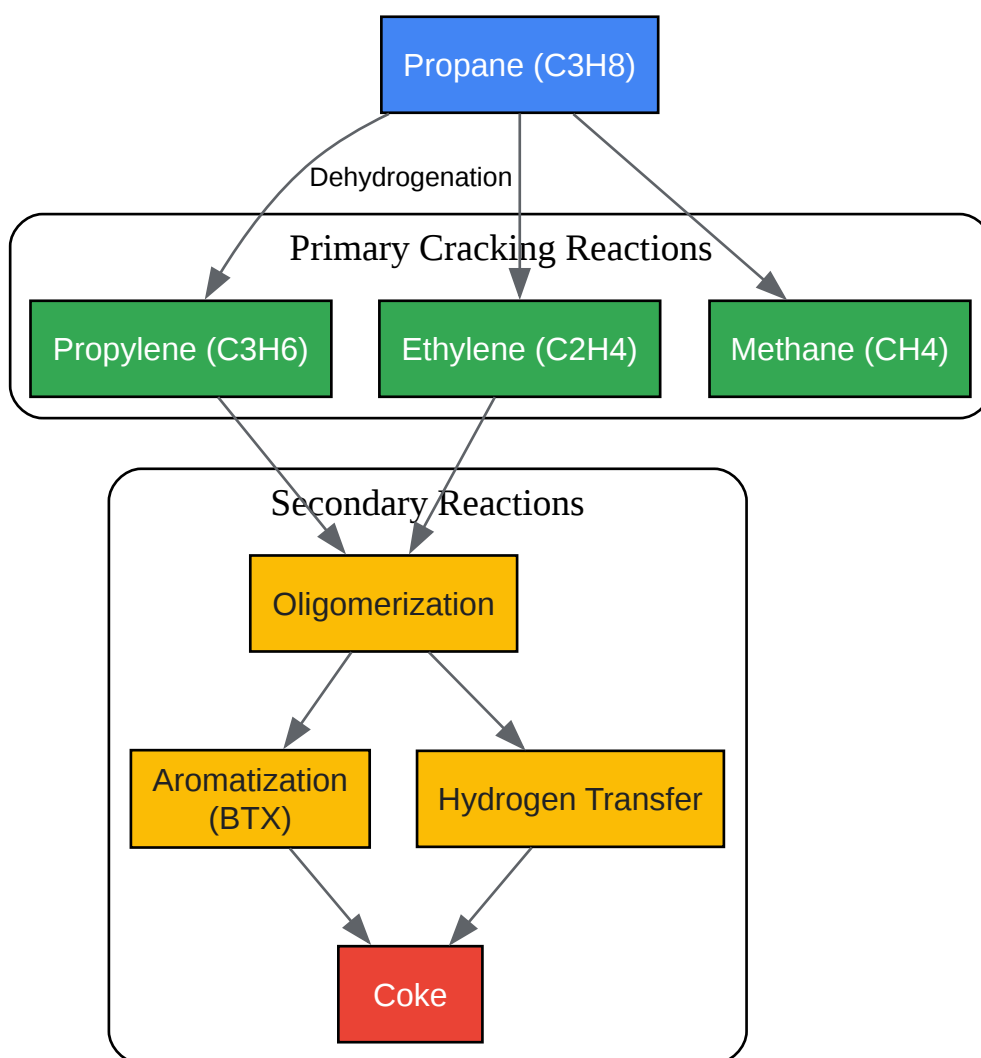 Propane (C3H8)
Dehydrogenation
Primary Cracking Reactions
Propylene (C3H6)
Ethylene (C2H4)
Methane (CH4)
Secondary Reactions
Oligomerization
Aromatization
(BTX)
Hydrogen Transfer
Coke